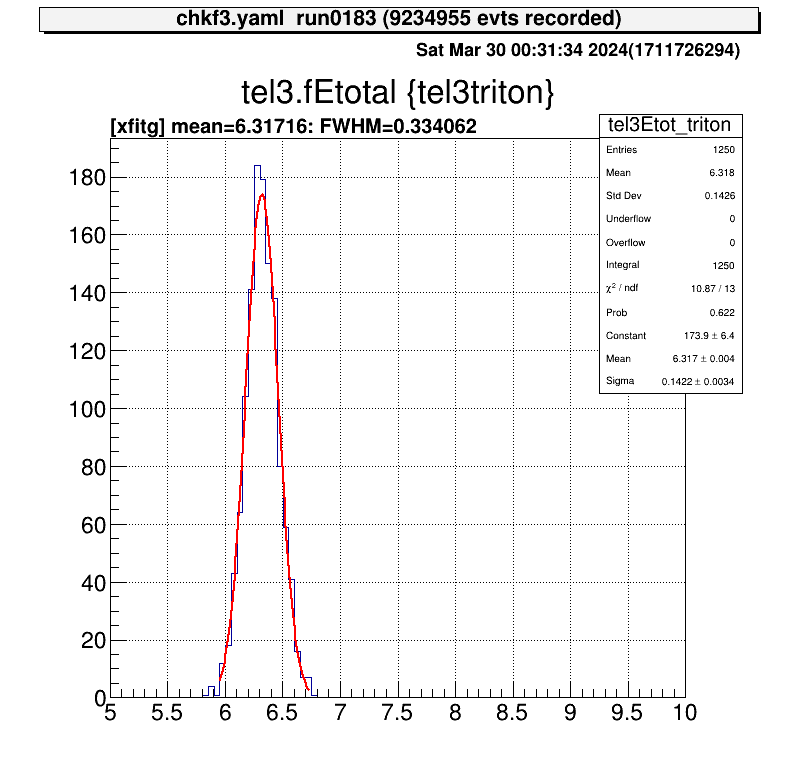 chkf3.yaml run0183 (9234955 evts recorded)
Sat Mar 30 00:31:34 2024(1711726294)
tel3.fEtotal {tel3triton}
[xfitg] mean=6.31716: FWHM=0.334062
tel3Etot_triton
Entries 1250
Mean 6.318
Std Dev 0.1426
Underflow 0
Overflow 0
Integral 1250
χ² / ndf 10.87 / 13
Prob 0.622
Constant 173.9 ± 6.4
Mean 6.317 ± 0.004
Sigma 0.1422 ± 0.0034
180
160
140
120
100
80
60
40
20
0
5 5.5 6 6.5 7 7.5 8 8.5 9 9.5 10